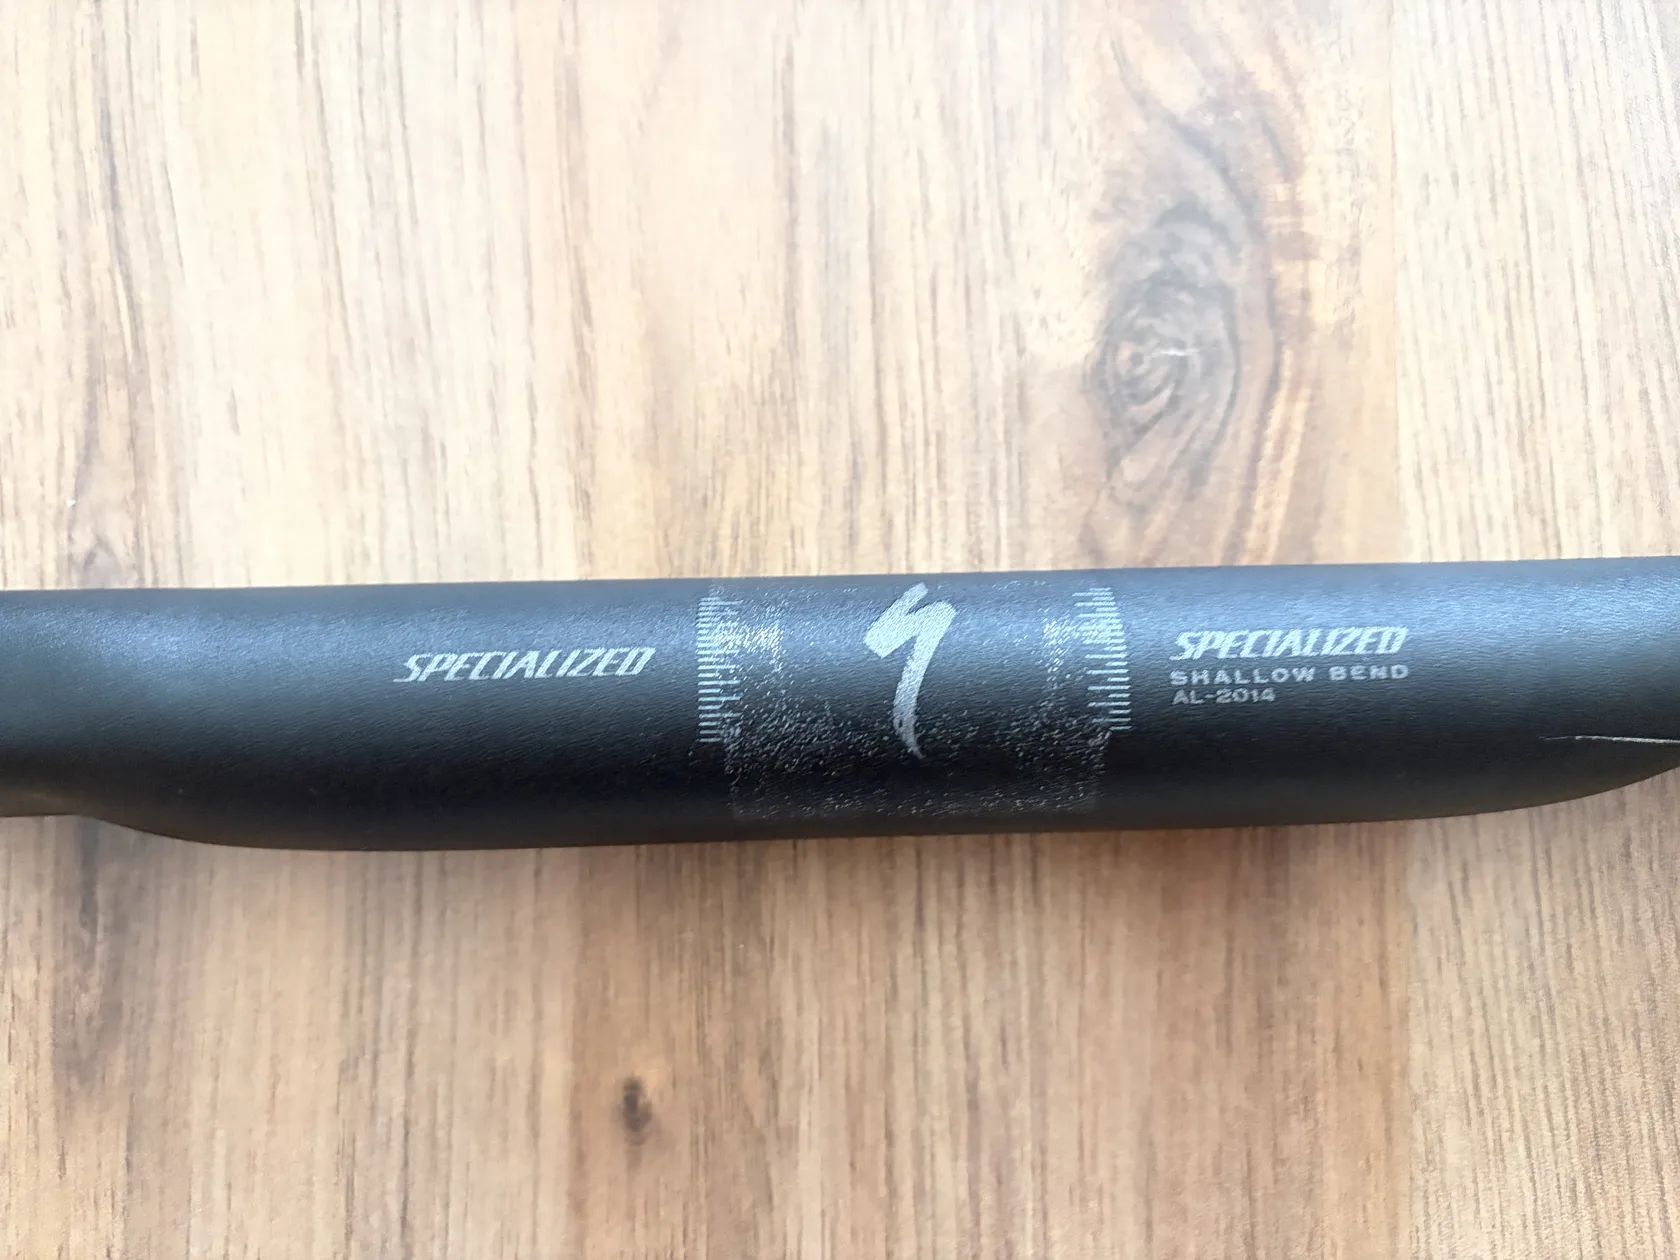 SPECIALIZED
SPECIALIZED
SHALLOW BEND
AL-2014